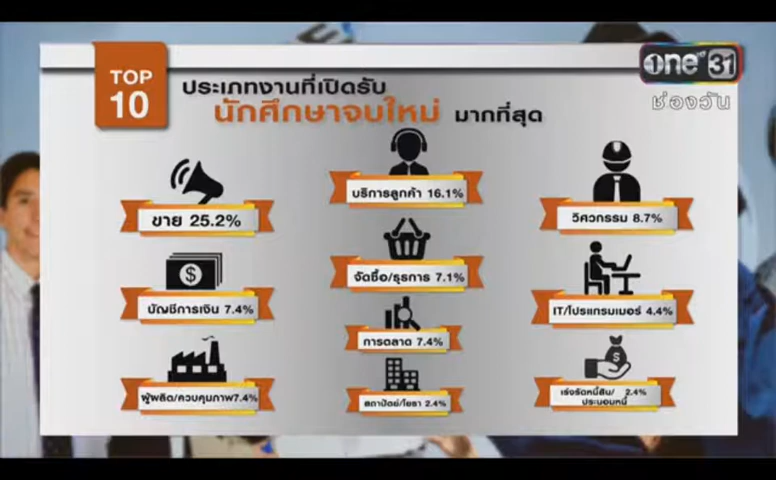 TOP
10
ประเภทงานที่เปิดรับ
นักศึกษาจบใหม่ มากที่สุด
one 31
ช่องวัน
ขาย 25.2%
บริการลูกค้า 16.1%
วิศวกรรม 8.7%
บัญชีการเงิน 7.4%
จัดซื้อ/ธุรการ 7.1%
IT/โปรแกรมเมอร์ 4.4%
การตลาด 7.4%
ผู้ผลิต/ควบคุมภาพ7.4%
สถาปัตย์/โยธา 2.4%
เร่งรัดหนี้สิน/ 2.4%
ประนอมหนี้